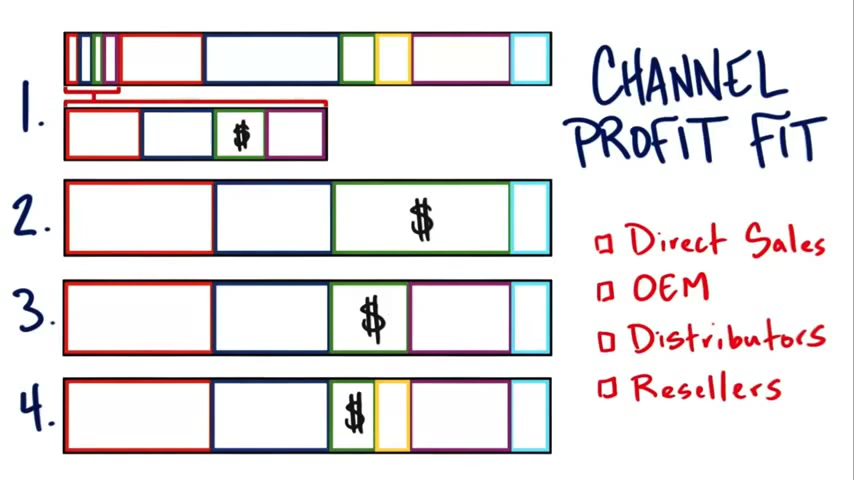 CHANNEL
PROFIT FIT
1.
$
2.
$
3.
$
4.
$
Direct Sales
OEM
Distributors
Resellers